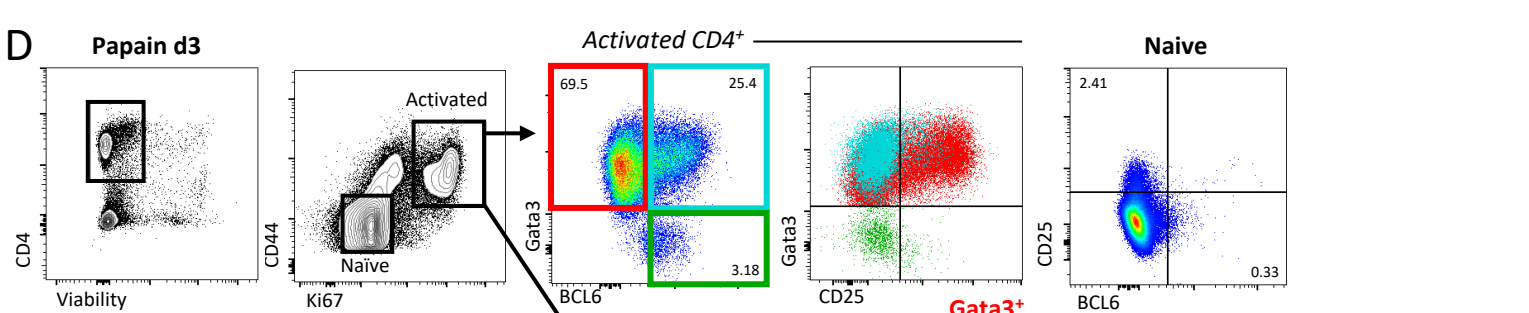 D
Papain d3
Activated CD4⁺
Naive
CD4
Viability
CD44
Activated
Naïve
Ki67
Gata3
69.5
25.4
3.18
BCL6
Gata3
CD25
Gata3⁺
CD25
2.41
0.33
BCL6